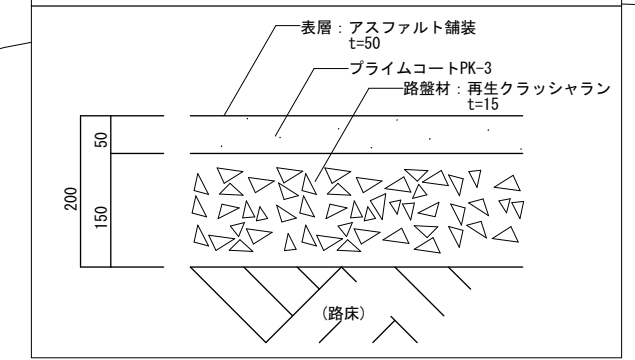 表層：アスファルト舗装
t=50
プライムコートPK-3
路盤材：再生クラッシャラン
t=15
50
200
150
(路床)